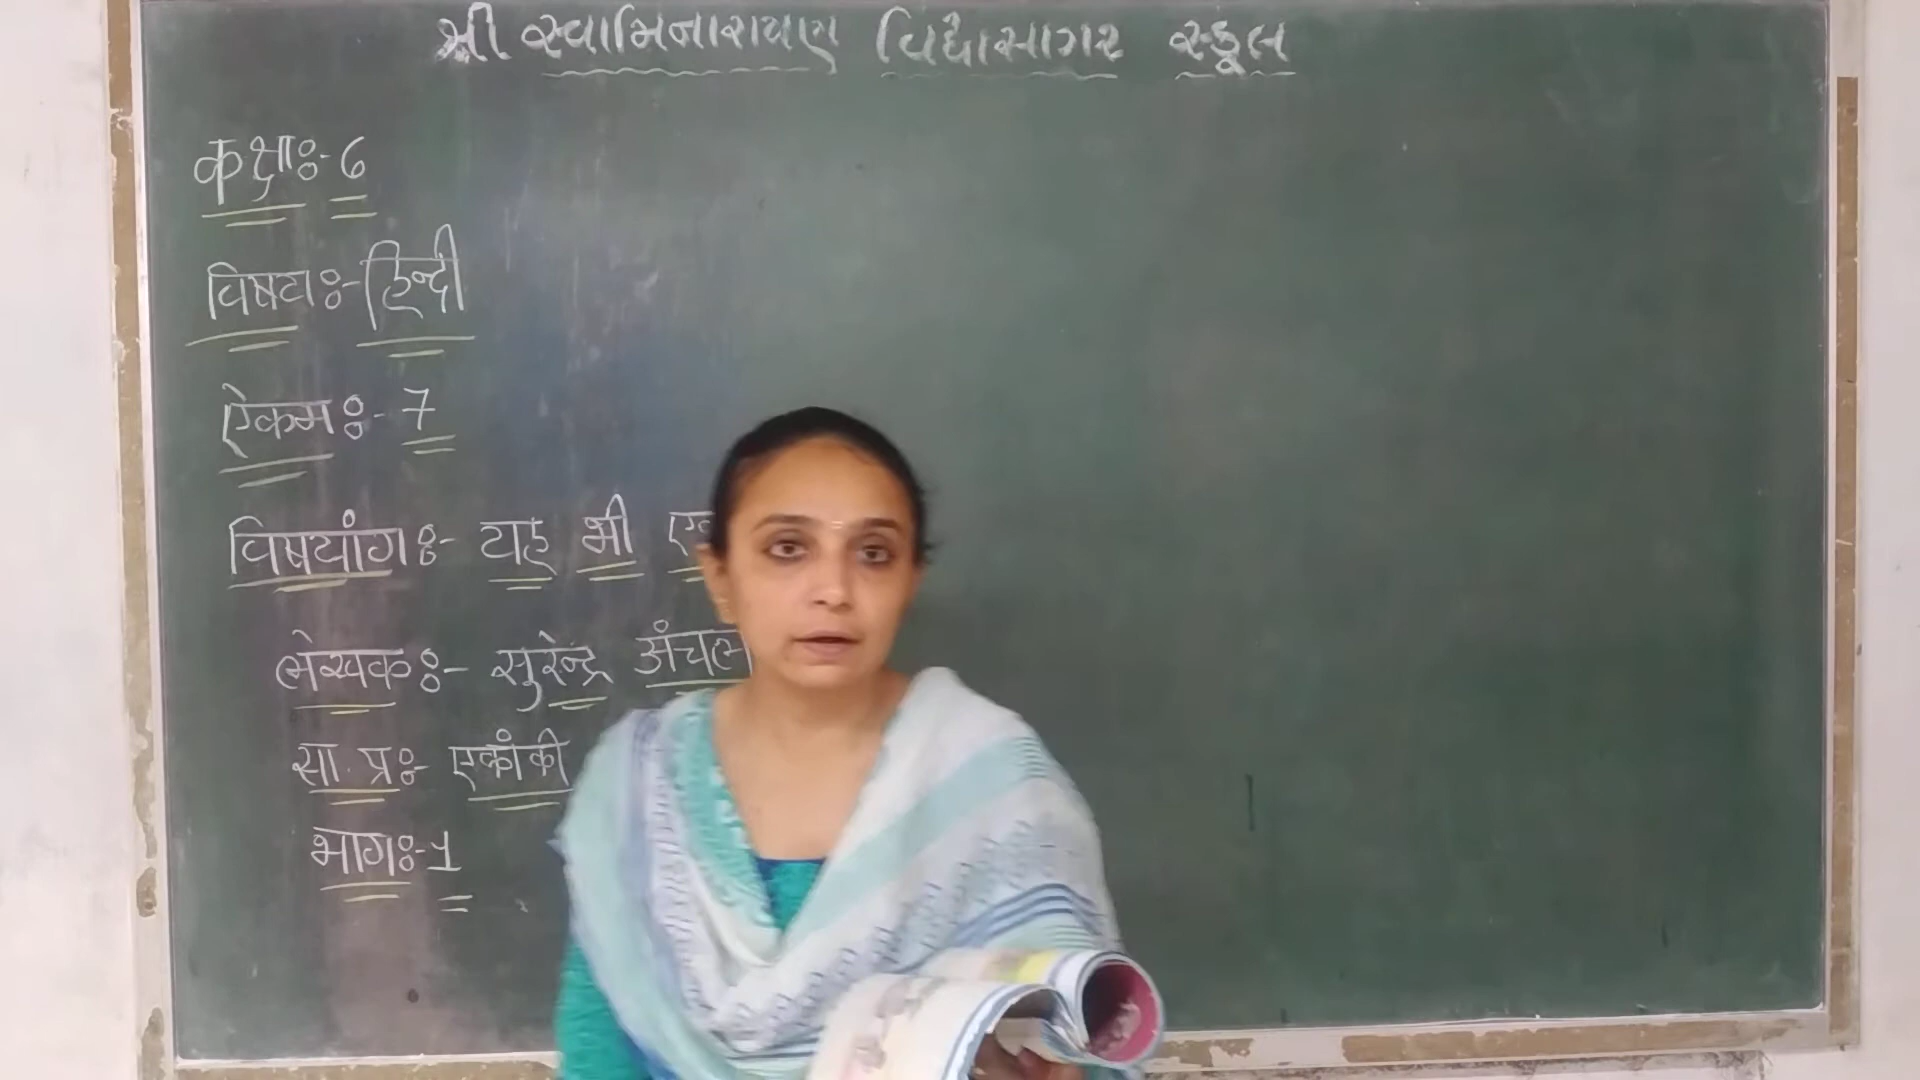 શ્રી સ્વામિનારાયણ વિદ્યાસાગર સ્કૂલ
कक्षाः- 6
विषयः- हिन्दी
ऐकमः- 7
विषयांगः- यह भी
लेखकः- सुरेन्द्र अंचल
सा. प्रः- एकांकी
भागः- 1